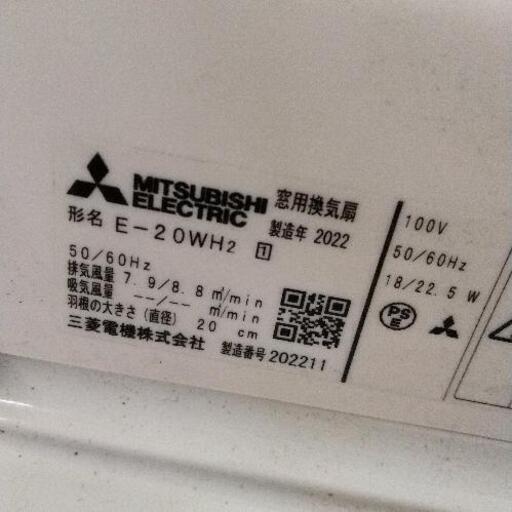 MITSUBISHI
ELECTRIC
窓用換気扇
製造年 2022
形名 E-20WH2 1
50/60Hz
排気風量 7.9/8.8 m³/min
吸気風量 --/-- m³/min
羽根の大きさ(直径) 20 cm
三菱電機株式会社 製造番号 202211
100V
50/60Hz
18/22.5 W
PS
E